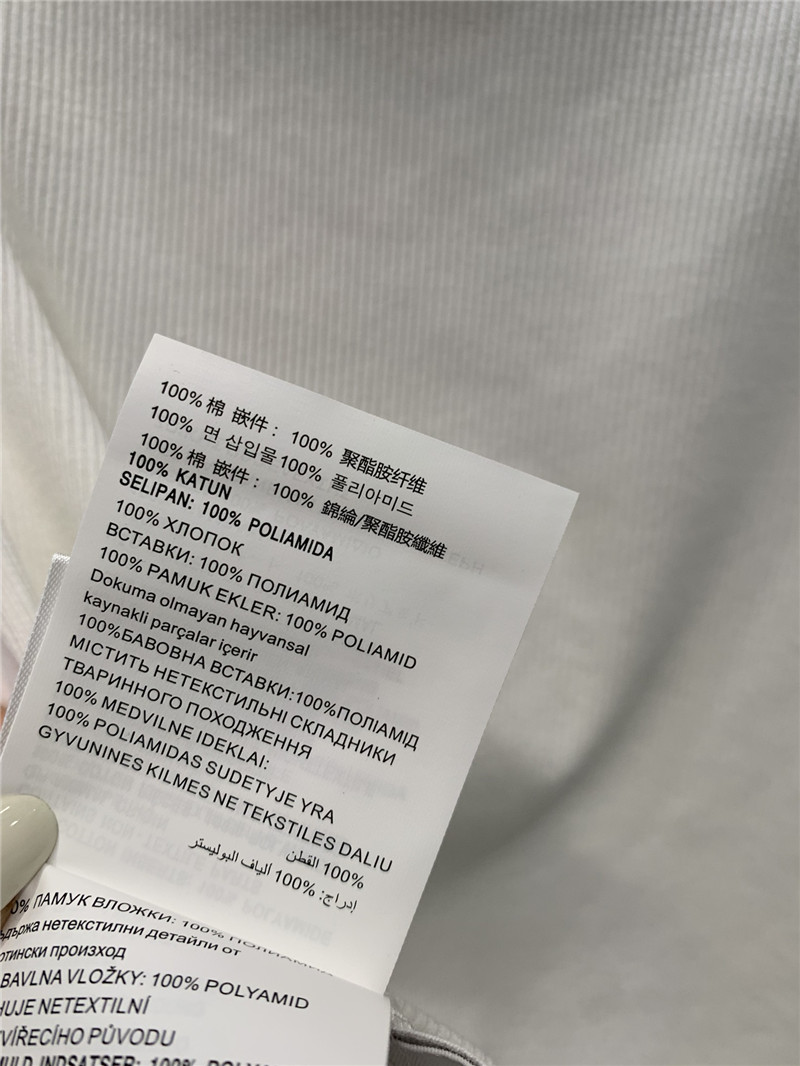 100% 棉 嵌件： 100% 聚酯胺纤维
100% 면 삽입물 100% 폴리아미드
100% 棉 嵌件： 100% 錦綸/聚酯胺纖維
100% KATUN
SELIPAN: 100% POLIAMIDA
100% ХЛОПОК
ВСТАВКИ: 100% ПОЛИАМИД
100% PAMUK EKLER: 100% POLIAMID
Dokuma olmayan hayvansal
kaynakli parçalar içerir
100%БАВОВНА ВСТАВКИ:100%ПОЛІАМІД
МІСТИТЬ НЕТЕКСТИЛЬНІ СКЛАДНИКИ
ТВАРИННОГО ПОХОДЖЕННЯ
100% MEDVILNE IDEKLAI:
100% POLIAMIDAS SUDETYJE YRA
GYVUNINES KILMES NE TEKSTILES DALIU
100% القطن
إدراج: 100% الياف البوليستر
0% ПАМУК ВЛОЖКИ: 100% ПОЛИАМИД
държа нетекстилни детайли от
отински произход
BAVLNA VLOŽKY: 100% POLYAMID
HUJE NETEXTILNÍ
VÍŘECÍHO PŮVODU
INDSATSER: 100%